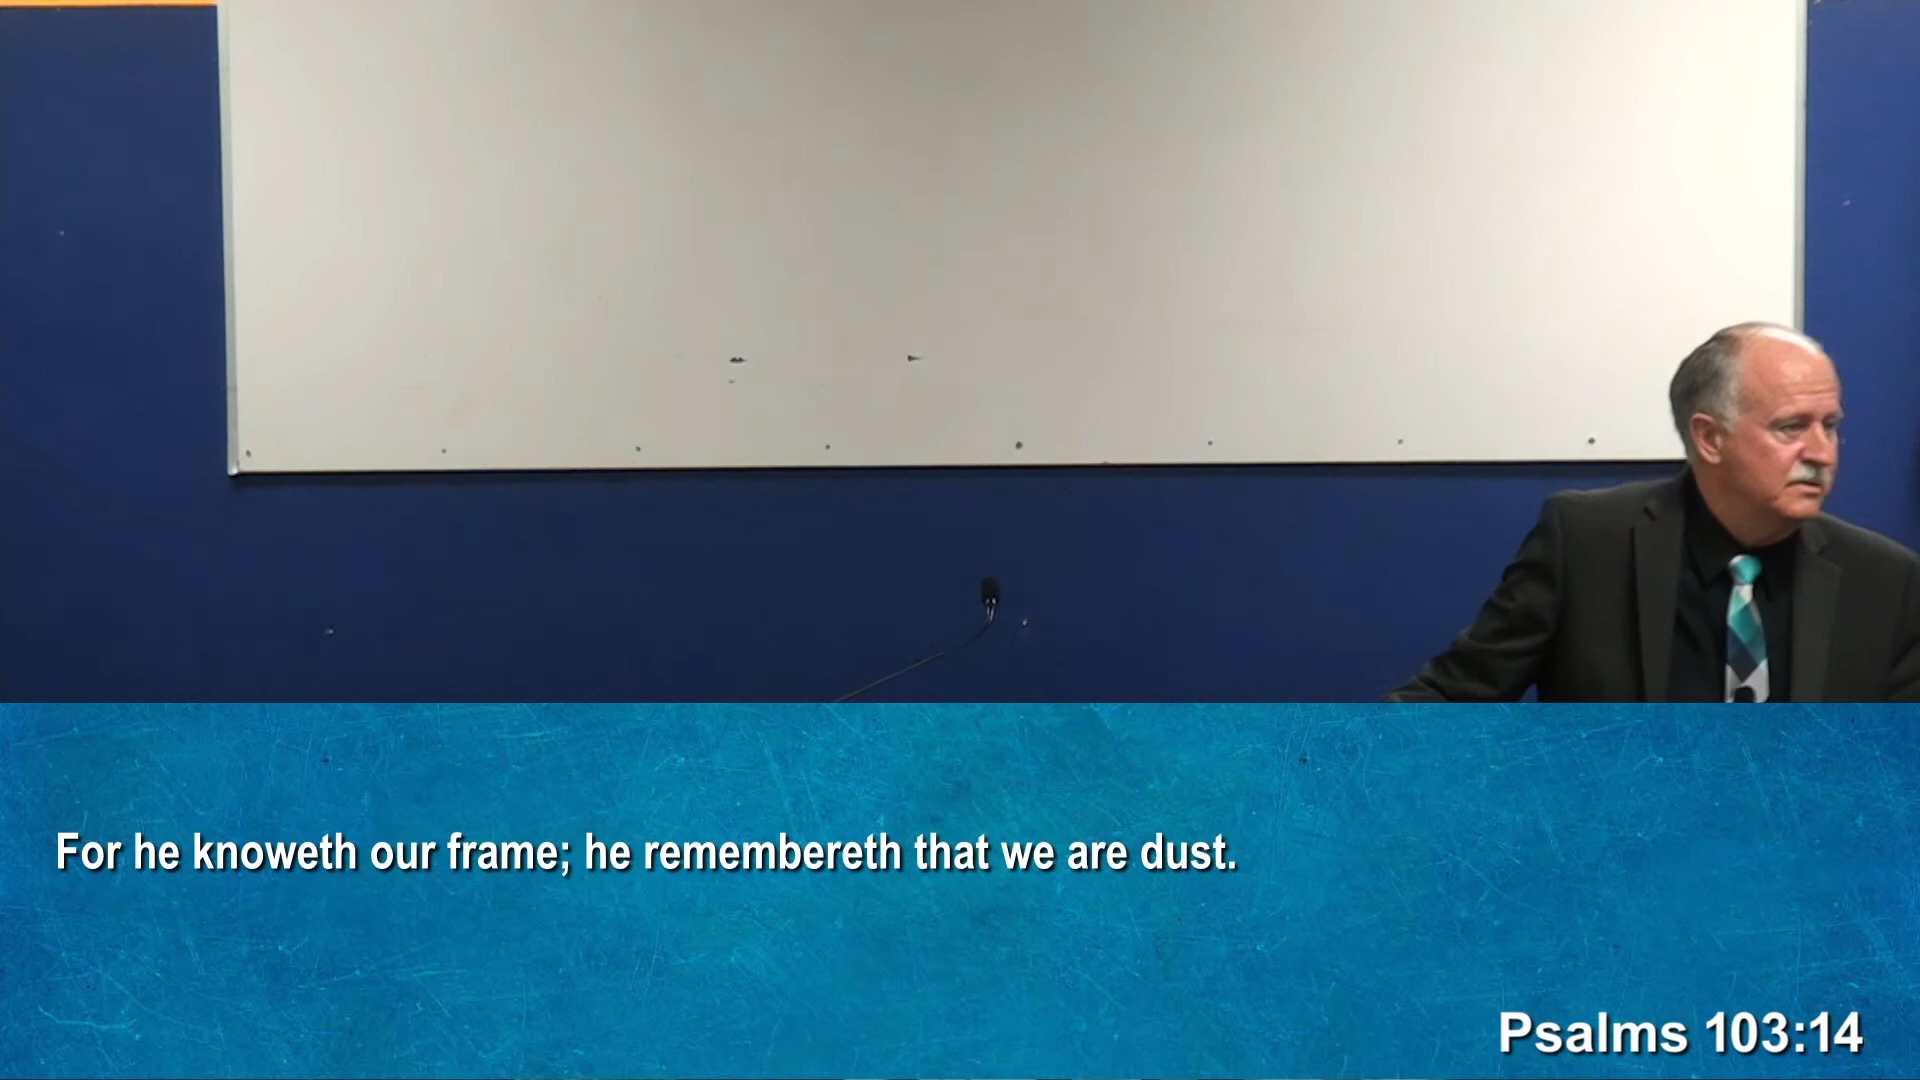 For he knoweth our frame; he remembereth that we are dust.
Psalms 103:14